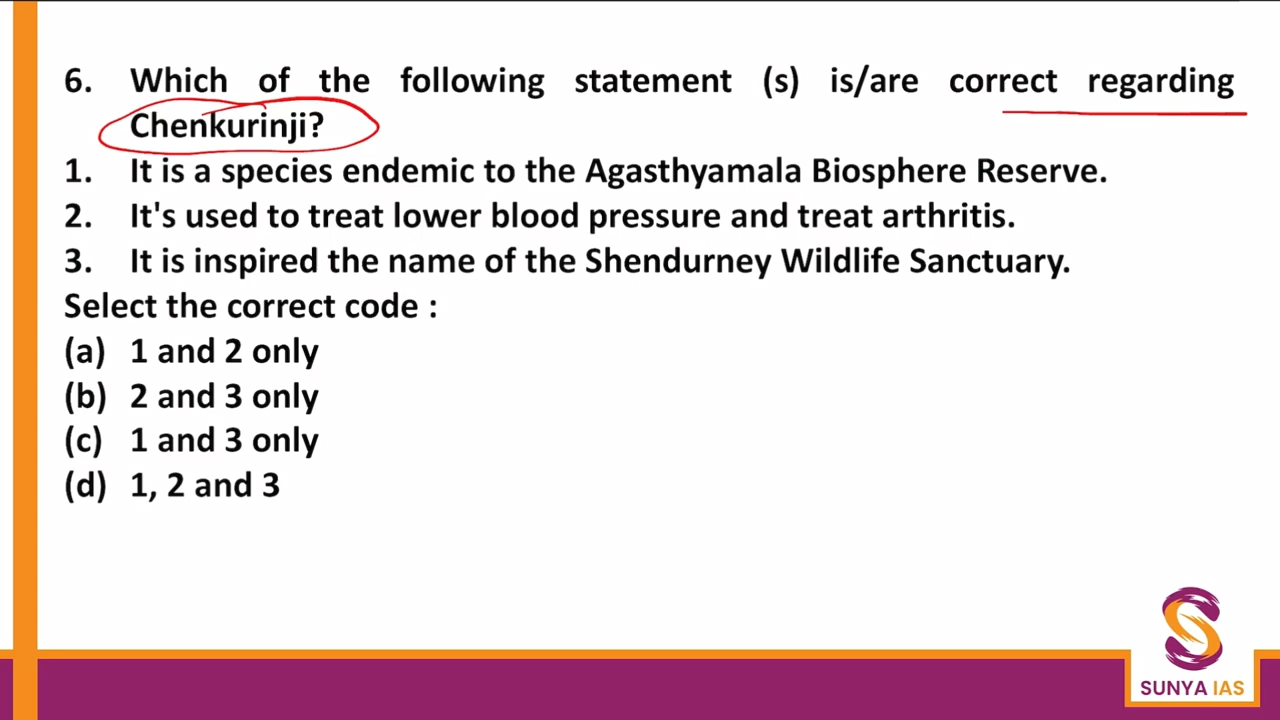 6. Which of the following statement (s) is/are correct regarding
Chenkurinji?
1. It is a species endemic to the Agasthyamala Biosphere Reserve.
2. It's used to treat lower blood pressure and treat arthritis.
3. It is inspired the name of the Shendurney Wildlife Sanctuary.
Select the correct code :
(a) 1 and 2 only
(b) 2 and 3 only
(c) 1 and 3 only
(d) 1, 2 and 3
SUNYA IAS